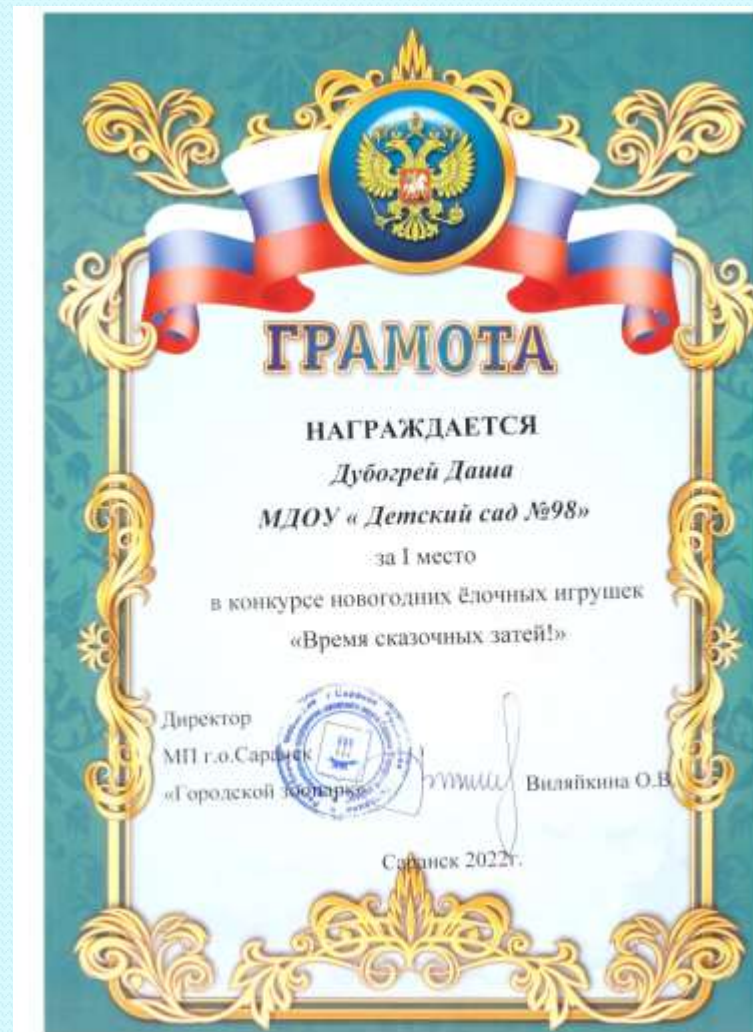 ГРАМОТА
НАГРАЖДАЕТСЯ
Дубогрей Даша
МДОУ « Детский сад №98»
за I место
в конкурсе новогодних ёлочных игрушек
«Время сказочных затей!»
Директор
МП г.о.Саранск
«Городской зоопарк»
Виляйкина О.В.
Саранск 2022г.